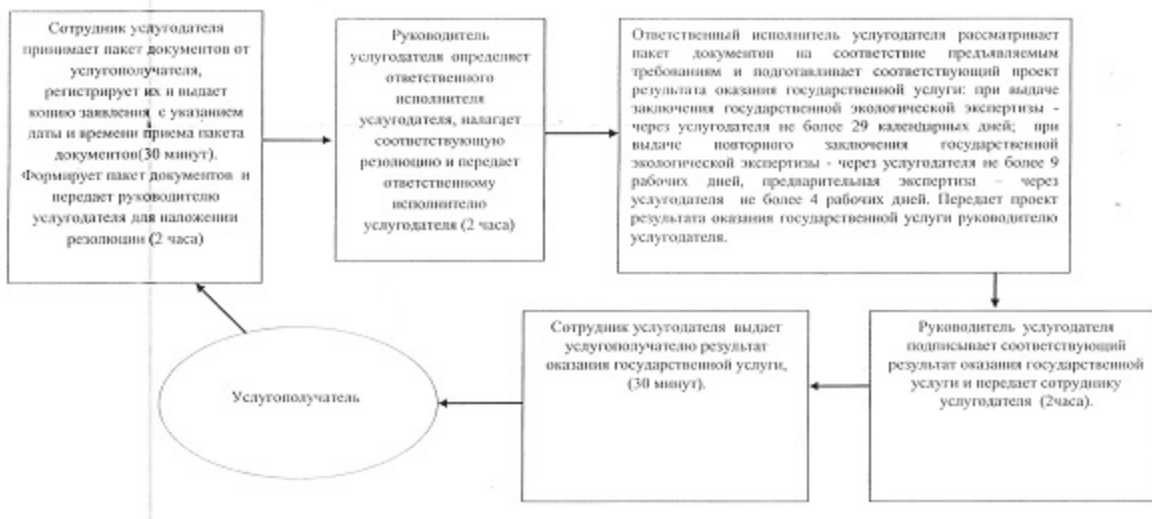 Сотрудник услугодателя
принимает пакет документов от
услугополучателя,
регистрирует их и выдает
копию заявления с указанием
даты и времени приема пакета
документов(30 минут).
Формирует пакет документов и
передает руководителю
услугодателя для наложении
резолюции (2 часа)
Руководитель
услугодателя определяет
ответственного
исполнителя
услугодателя, налагает
соответствующую
резолюцию и передает
ответственному
исполнителю
услугодателя (2 часа)
Ответственный исполнитель услугодателя рассматривает
пакет документов на соответствие предъявляемым
требованиям и подготавливает соответствующий проект
результата оказания государственной услуги: при выдаче
заключения государственной экологической экспертизы -
через услугодателя не более 29 календарных дней; при
выдаче повторного заключения государственной
экологической экспертизы - через услугодателя не более 9
рабочих дней, предварительная экспертиза – через
услугодателя не более 4 рабочих дней. Передает проект
результата оказания государственной услуги руководителю
услугодателя.
Руководитель услугодателя
подписывает соответствующий
результат оказания государственной
услуги и передает сотруднику
услугодателя (2часа).
Сотрудник услугодателя выдает
услугополучателю результат
оказания государственной услуги,
(30 минут).
Услугополучатель